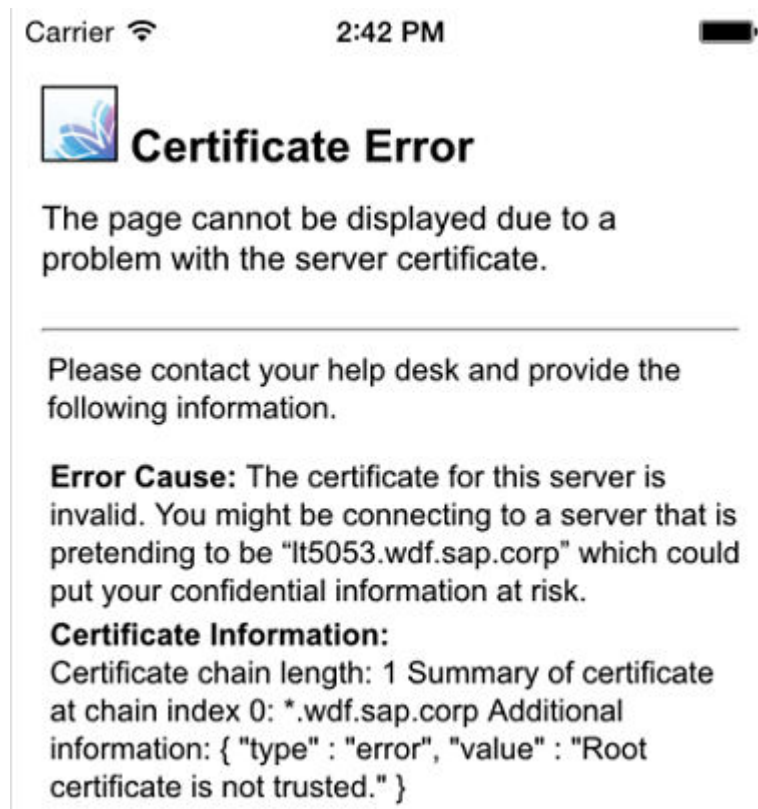 Carrier 2:42 PM
Certificate Error
The page cannot be displayed due to a
problem with the server certificate.
Please contact your help desk and provide the
following information.
Error Cause: The certificate for this server is
invalid. You might be connecting to a server that is
pretending to be “lt5053.wdf.sap.corp” which could
put your confidential information at risk.
Certificate Information:
Certificate chain length: 1 Summary of certificate
at chain index 0: *.wdf.sap.corp Additional
information: { "type" : "error", "value" : "Root
certificate is not trusted." }